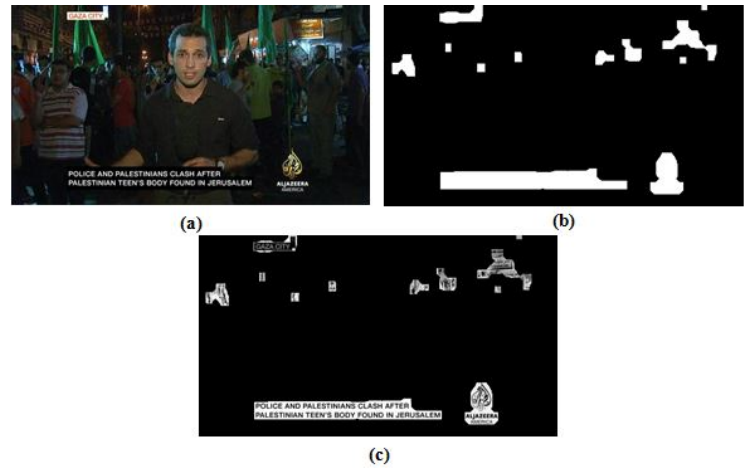 GAZA CITY
POLICE AND PALESTINIANS CLASH AFTER
PALESTINIAN TEEN'S BODY FOUND IN JERUSALEM
ALJAZEERA
AMERICA
(a)
(b)
GAZA CITY
POLICE AND PALESTINIANS CLASH AFTER
PALESTINIAN TEEN'S BODY FOUND IN JERUSALEM
ALJAZEERA
AMERICA
(c)